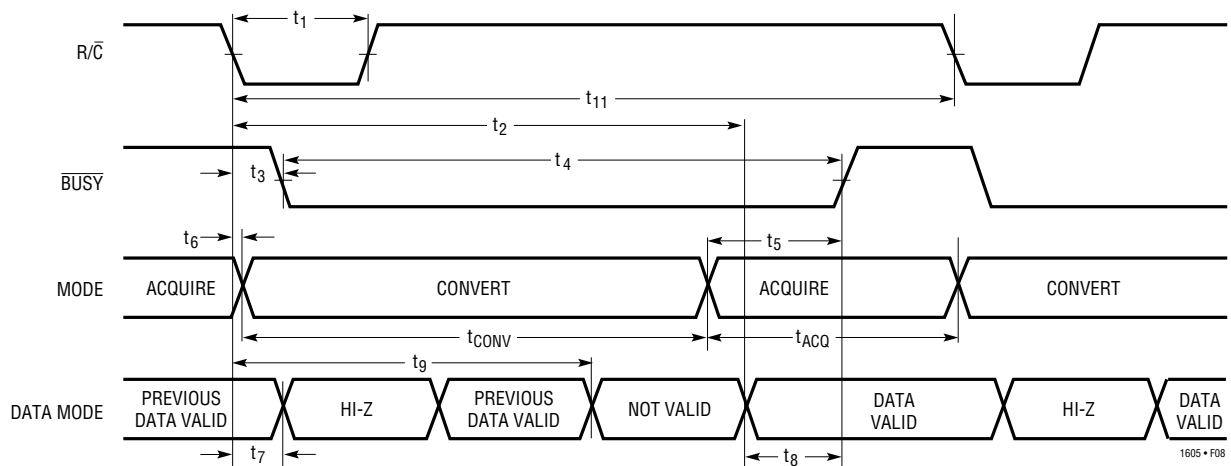 t1
R/C̅
t11
t2
t4
t3
B̅U̅S̅Y̅
t6
t5
MODE
ACQUIRE
CONVERT
ACQUIRE
CONVERT
tCONV
tACQ
t9
DATA MODE
PREVIOUS
DATA VALID
HI-Z
PREVIOUS
DATA VALID
NOT VALID
DATA
VALID
HI-Z
DATA
VALID
t7
t8
1605 • F08